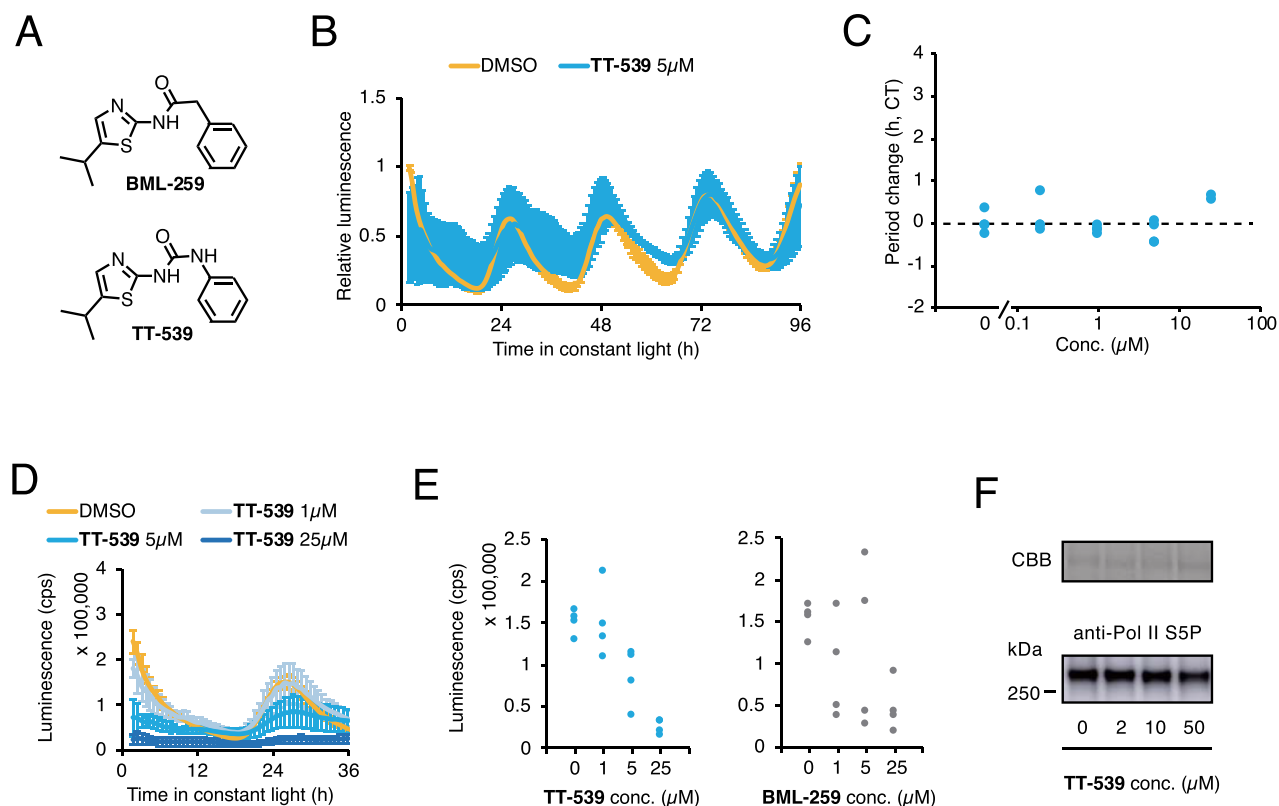 A
O
N
NH
S
BML-259
O
N
NH
NH
S
TT-539
B
DMSO TT-539 5µM
Relative luminescence
1.5
1
0.5
0
0 24 48 72 96
Time in constant light (h)
C
Period change (h, CT)
4
3
2
1
0
-1
-2
0 0.1 1 10 100
Conc. (µM)
D
DMSO TT-539 1µM
TT-539 5µM TT-539 25µM
Luminescence (cps)
x 100,000
4
3
2
1
0
0 12 24 36
Time in constant light (h)
E
Luminescence (cps)
x 100,000
2.5
2
1.5
1
0.5
0
0 1 5 25
TT-539 conc. (µM)
2.5
2
1.5
1
0.5
0
0 1 5 25
BML-259 conc. (µM)
F
CBB
anti-Pol II S5P
kDa
250
0 2 10 50
TT-539 conc. (µM)